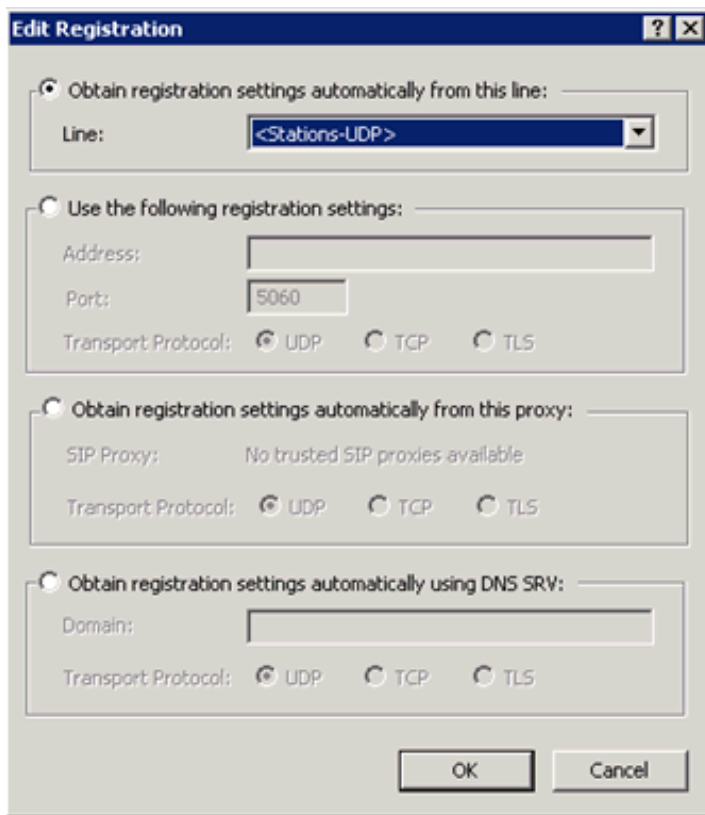 Edit Registration
Obtain registration settings automatically from this line:
Line: <Stations-UDP>
Use the following registration settings:
Address:
Port: 5060
Transport Protocol: UDP TCP TLS
Obtain registration settings automatically from this proxy:
SIP Proxy: No trusted SIP proxies available
Transport Protocol: UDP TCP TLS
Obtain registration settings automatically using DNS SRV:
Domain:
Transport Protocol: UDP TCP TLS
OK Cancel